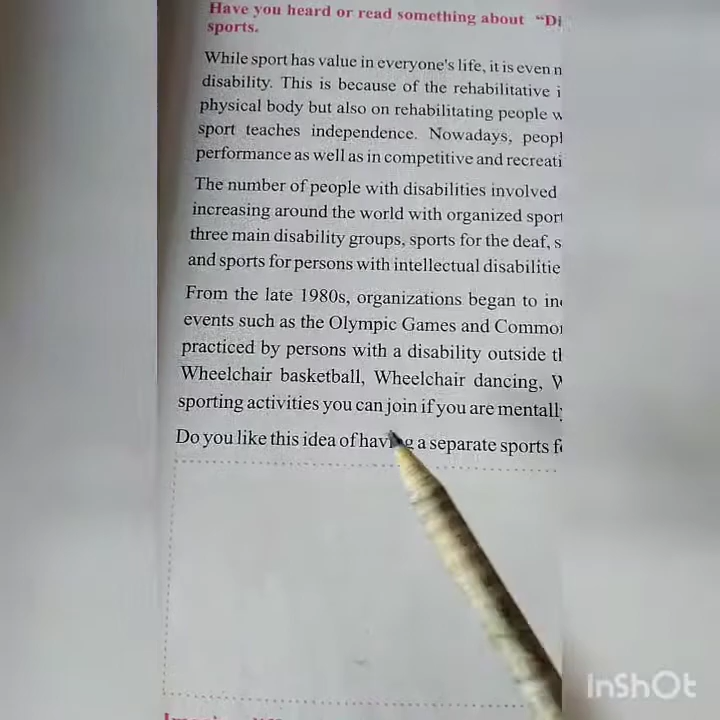 Have you heard or read something about "Di
sports.
While sport has value in everyone's life, it is even
disability. This is because of the rehabilitative
physical body but also on rehabilitating people
sport teaches independence. Nowadays, peopl
performance as well as in competitive and recreati
The number of people with disabilities involved
increasing around the world with organized sport
three main disability groups, sports for the deaf, s
and sports for persons with intellectual disabilitie
From the late 1980s, organizations began to
events such as the Olympic Games and
practiced by persons with a disability outside
Wheelchair basketball, Wheelchair dancing,
sporting activities you can join if you are
Do you like this idea of having a separate sports
InShOt